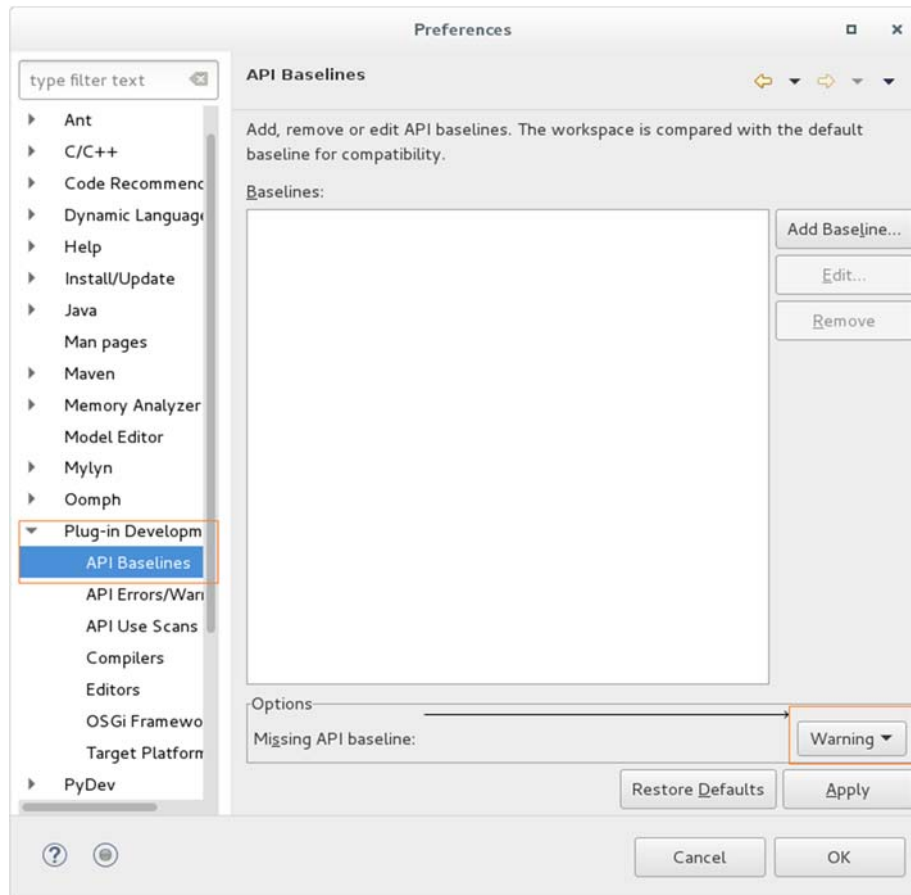 Preferences
type filter text
API Baselines
Ant
C/C++
Code Recommenc
Dynamic Language
Help
Install/Update
Java
Man pages
Maven
Memory Analyzer
Model Editor
Mylyn
Oomph
Plug-in Developm
API Baselines
API Errors/Warn
API Use Scans
Compilers
Editors
OSGi Framewo
Target Platform
PyDev
Add, remove or edit API baselines. The workspace is compared with the default
baseline for compatibility.
Baselines:
Add Baseline...
Edit...
Remove
Options
Missing API baseline:
Warning
Restore Defaults
Apply
?
Cancel
OK